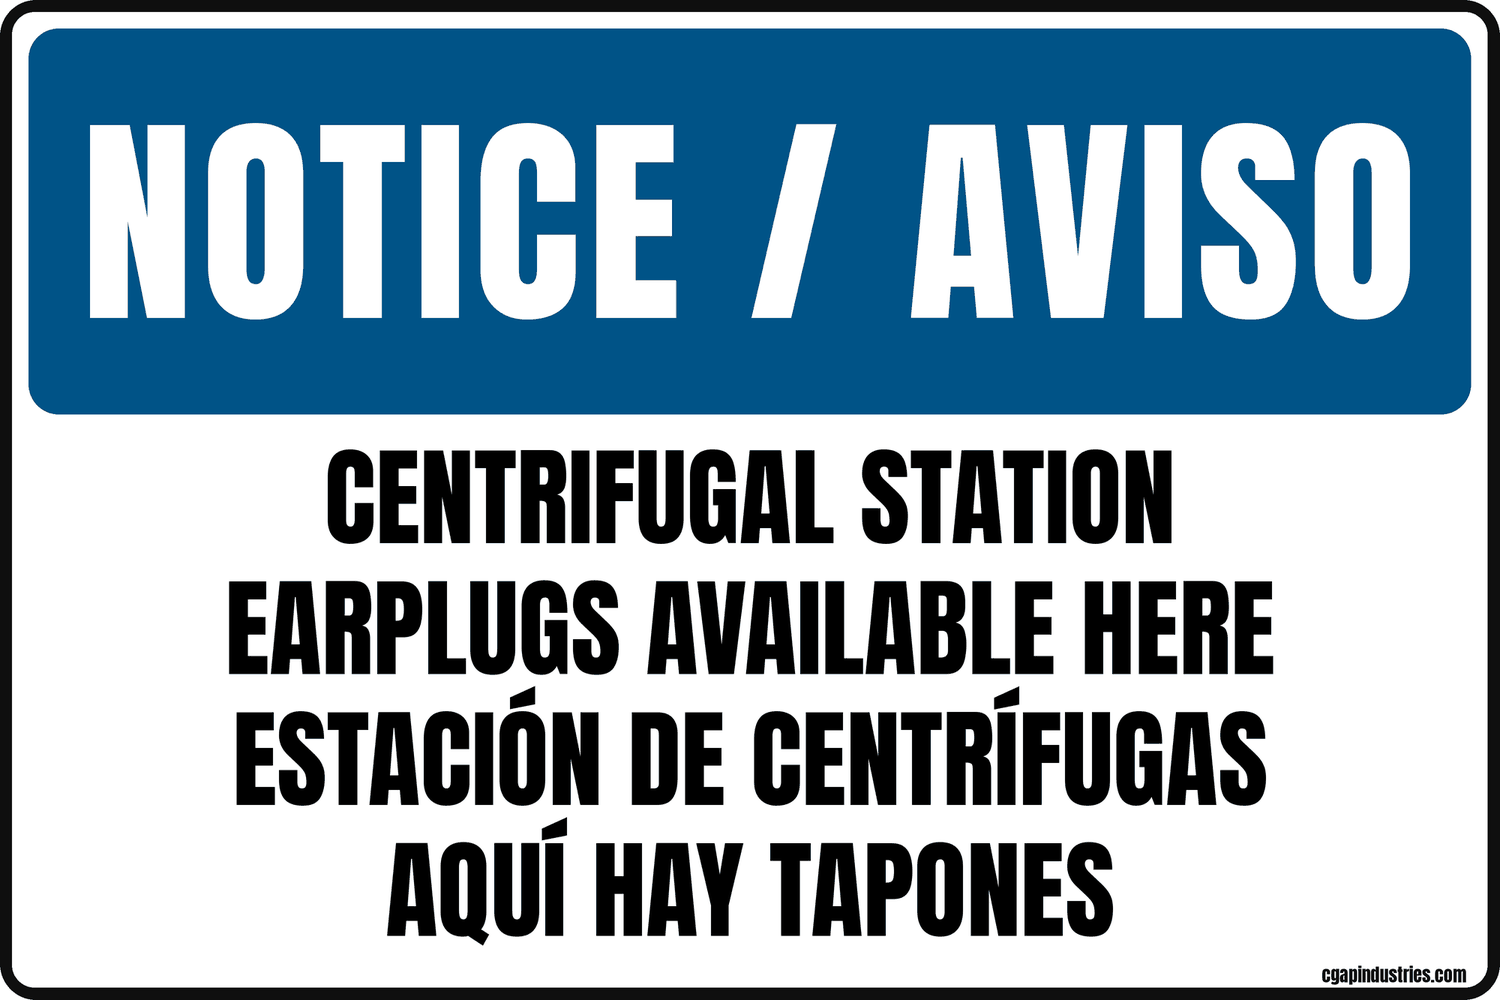 NOTICE / AVISO
CENTRIFUGAL STATION
EARPLUGS AVAILABLE HERE
ESTACIÓN DE CENTRÍFUGAS
AQUÍ HAY TAPONES
cgapindustries.com